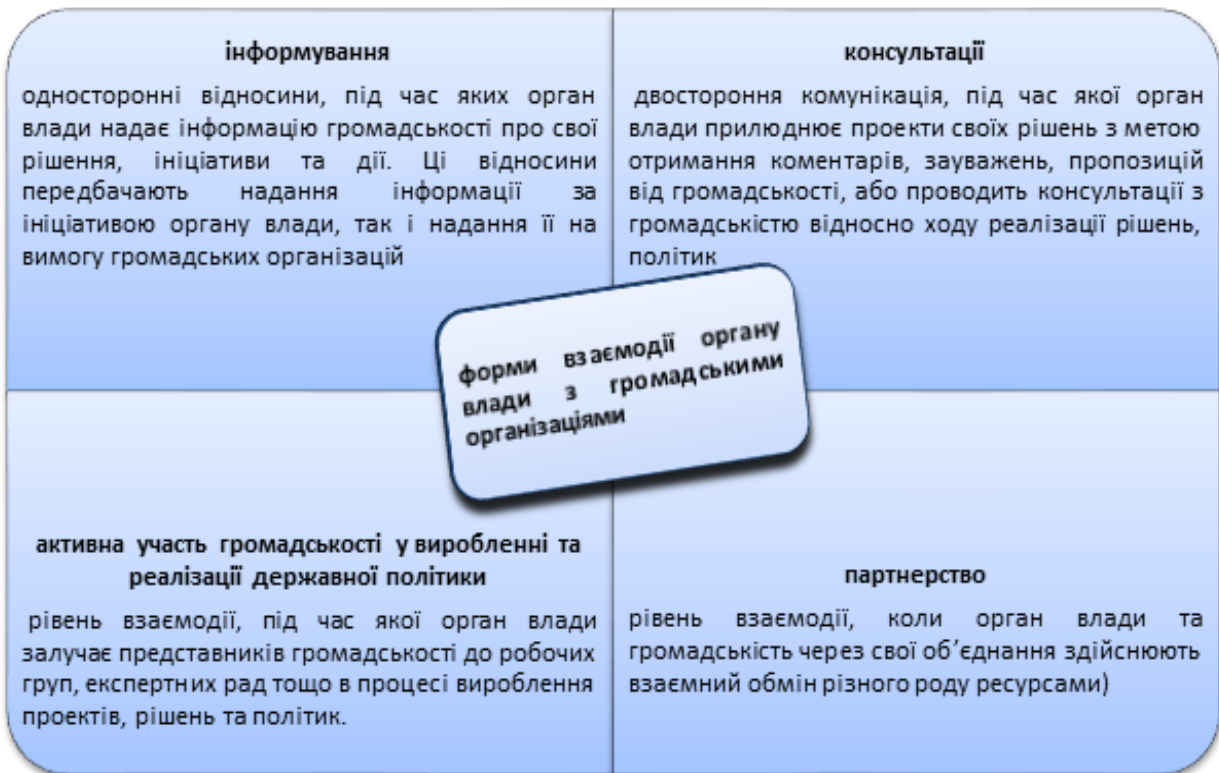 інформування
односторонні відносини, під час яких орган
влади надає інформацію громадськості про свої
рішення, ініціативи та дії. Ці відносини
передбачають надання інформації за
ініціативою органу влади, так і надання її на
вимогу громадських організацій
консультації
двостороння комунікація, під час якої орган
влади прилюднює проекти своїх рішень з метою
отримання коментарів, зауважень, пропозицій
від громадськості, або проводить консультації з
громадськістю відносно ходу реалізації рішень,
політик
форми взаємодії органу
влади з громадськими
організаціями
активна участь громадськості у виробленні та
реалізації державної політики
рівень взаємодії, під час якої орган влади
залучає представників громадськості до робочих
груп, експертних рад тощо в процесі вироблення
проектів, рішень та політик.
партнерство
рівень взаємодії, коли орган влади та
громадськість через свої об’єднання здійснюють
взаємний обмін різного роду ресурсами)